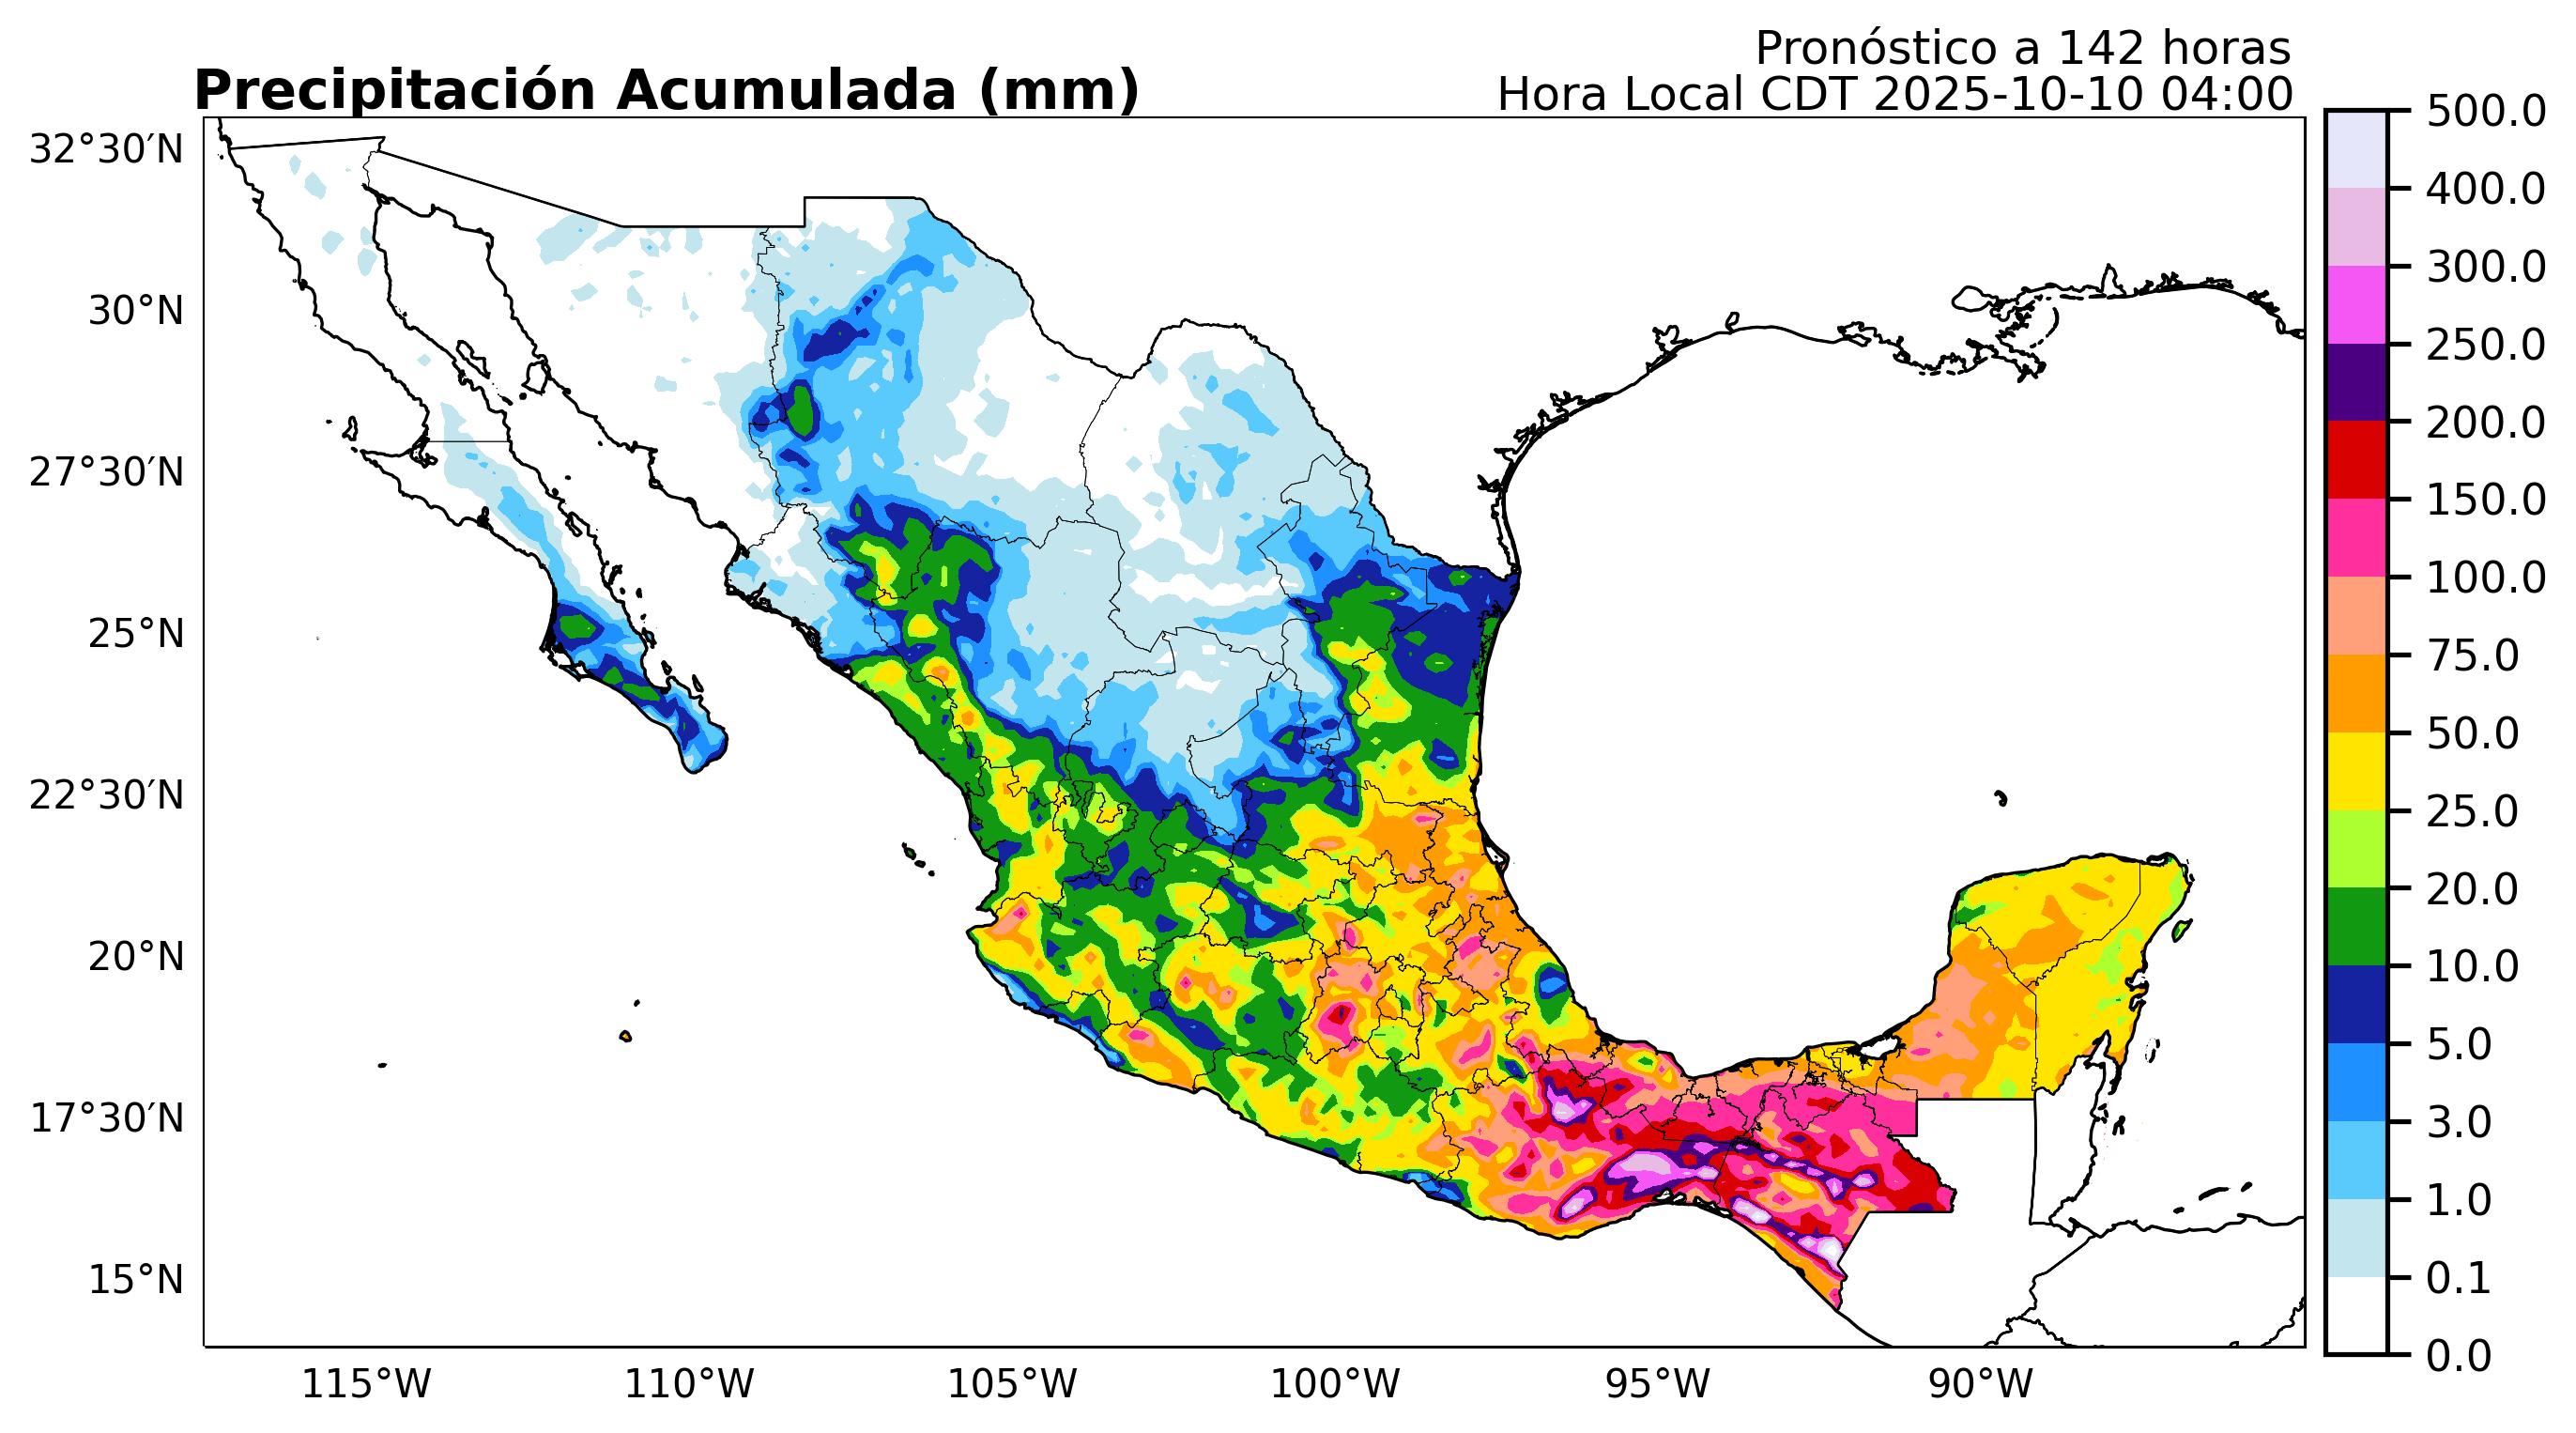 Pronóstico a 142 horas
Precipitación Acumulada (mm)
Hora Local CDT 2025-10-10 04:00
32°30′N
30°N
27°30′N
25°N
22°30′N
20°N
17°30′N
15°N
115°W
110°W
105°W
100°W
95°W
90°W
500.0
400.0
300.0
250.0
200.0
150.0
100.0
75.0
50.0
25.0
20.0
10.0
5.0
3.0
1.0
0.1
0.0